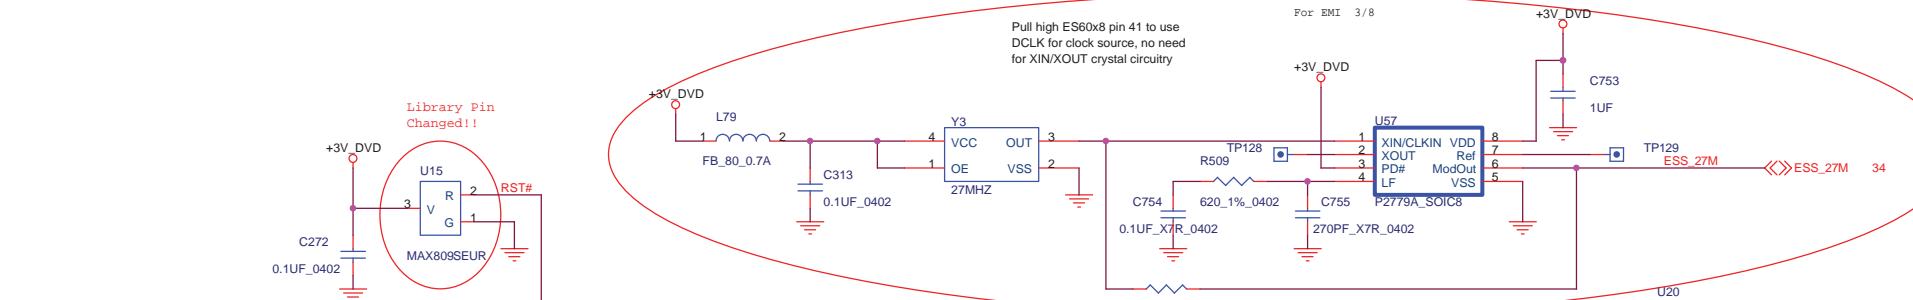 For EMI 3/8
+3V_DVD
Pull high ES60x8 pin 41 to use
DCLK for clock source, no need
for XIN/XOUT crystal circuitry
+3V_DVD
C753
1UF
+3V_DVD
Library Pin
Changed!!
L79
1
2
FB_80_0.7A
Y3
4
VCC
OUT
3
1
OE
VSS
2
27MHZ
C313
0.1UF_0402
U57
1
XIN/CLKIN
VDD
8
2
XOUT
Ref
7
3
PD#
ModOut
6
4
LF
VSS
5
P2779A_SOIC8
TP128
TP129
ESS_27M
ESS_27M
34
R509
620_1%_0402
C754
0.1UF_X7R_0402
C755
270PF_X7R_0402
+3V_DVD
U15
R
2
RST#
3
V
G
1
MAX809SEUR
C272
0.1UF_0402
U20